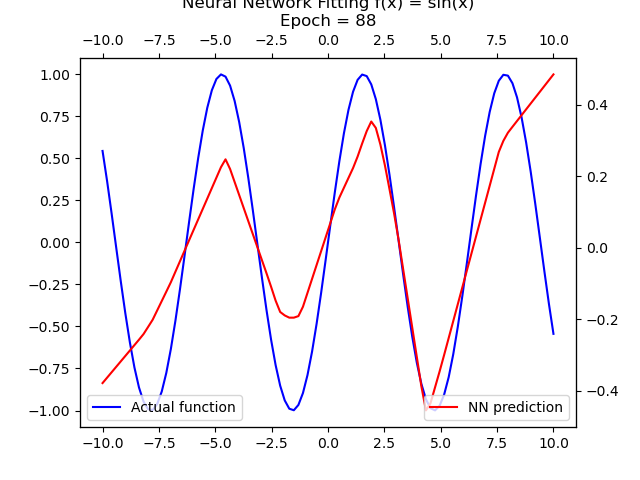 Neural Network Fitting f(x) = sin(x)
Epoch = 88
−10.0 −7.5 −5.0 −2.5 0.0 2.5 5.0 7.5 10.0
1.00
0.75
0.50
0.25
0.00
−0.25
−0.50
−0.75
−1.00
0.4
0.2
0.0
−0.2
−0.4
Actual function
NN prediction
−10.0 −7.5 −5.0 −2.5 0.0 2.5 5.0 7.5 10.0